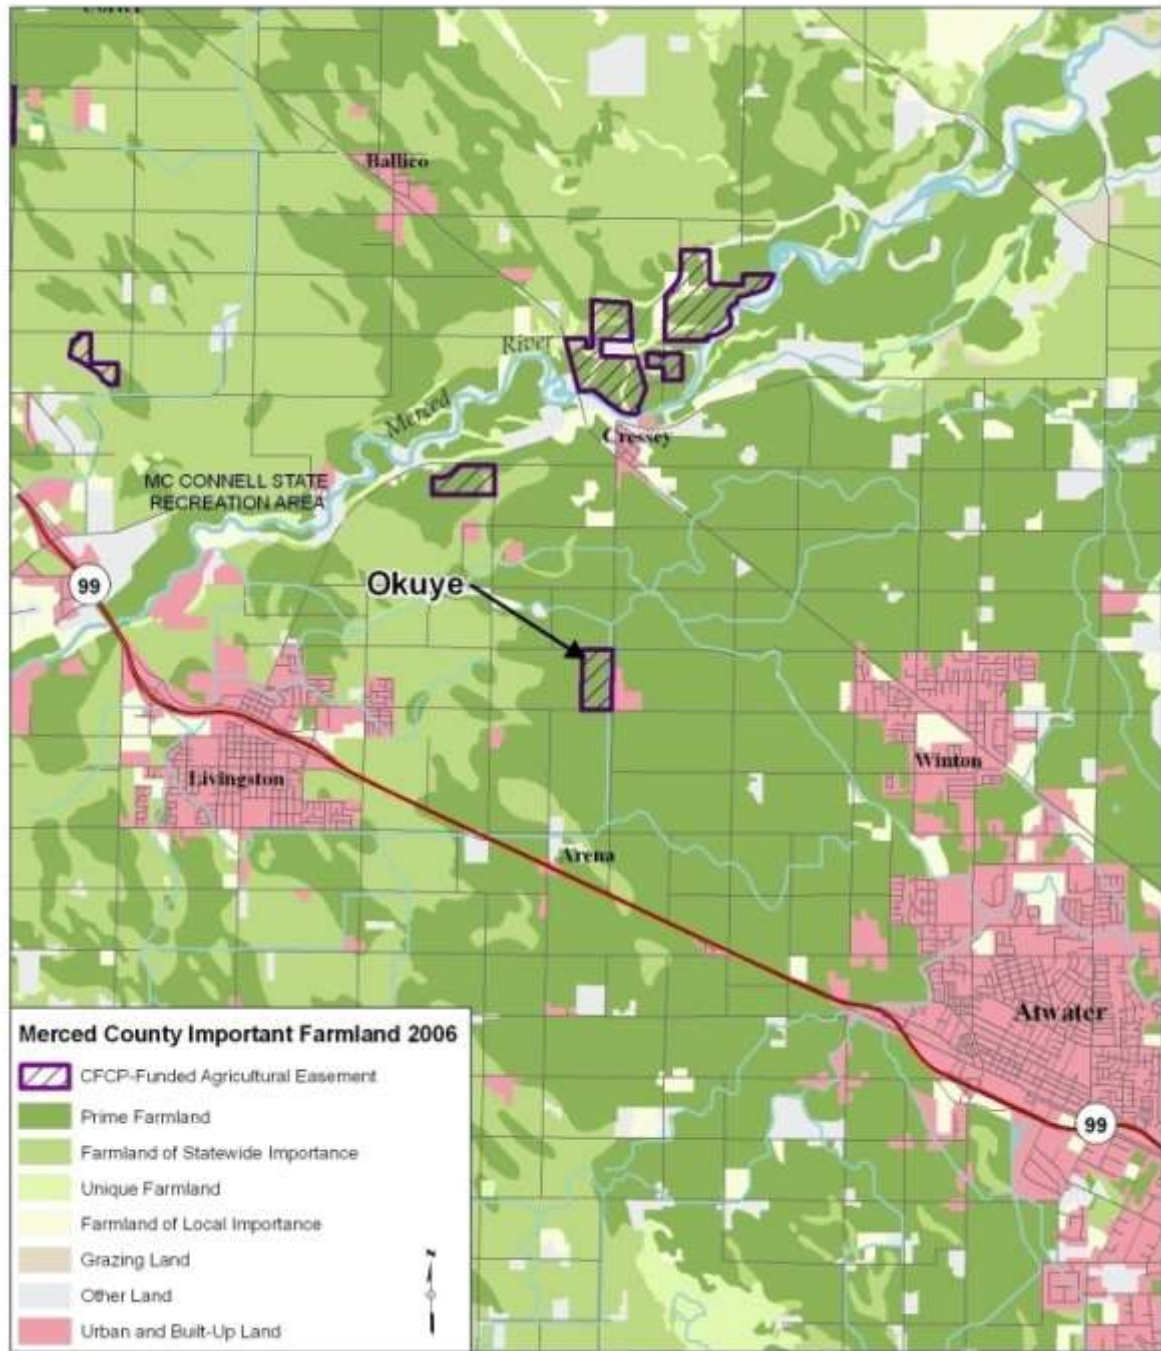 Ballico
River
Merced
Cressey
MC CONNELL STATE
RECREATION AREA
Okuye
99
Winton
Livingston
Arena
Atwater
99
Merced County Important Farmland 2006
CFCP-Funded Agricultural Easement
Prime Farmland
Farmland of Statewide Importance
Unique Farmland
Farmland of Local Importance
Grazing Land
Other Land
Urban and Built-Up Land
N